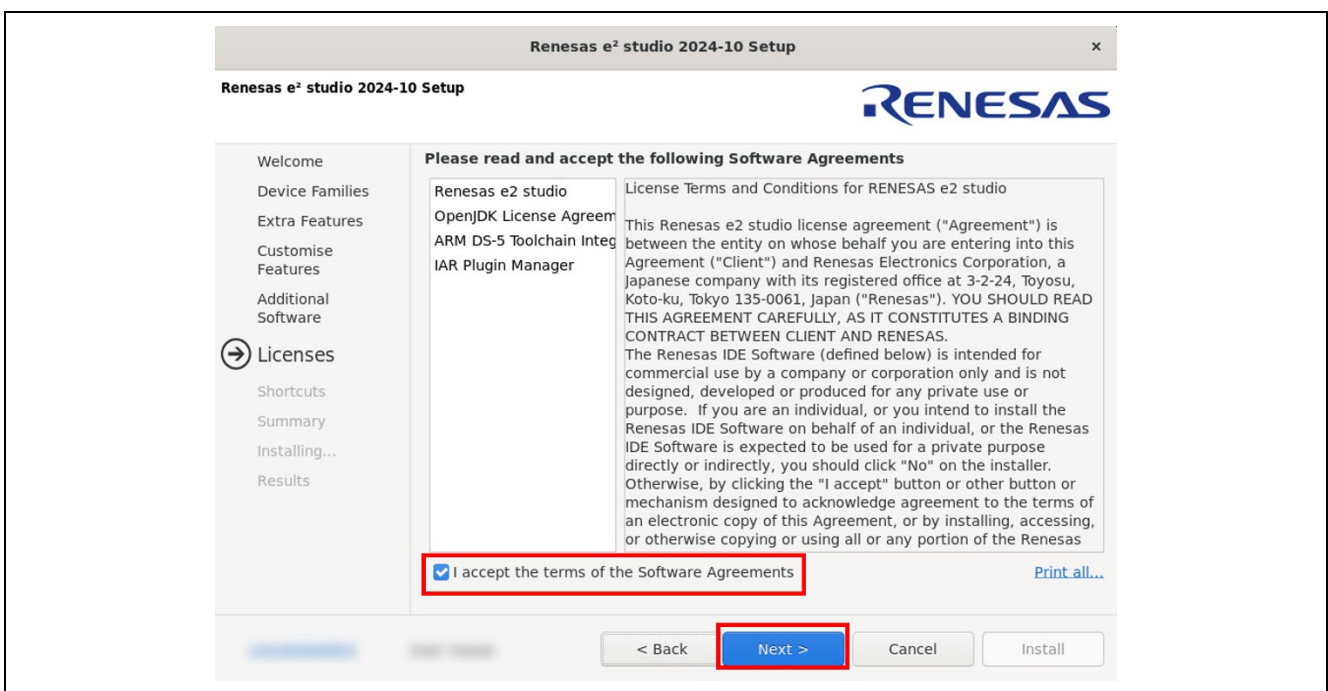 Renesas e² studio 2024-10 Setup
×
Renesas e² studio 2024-10 Setup
RENESAS
Welcome
Device Families
Extra Features
Customise
Features
Additional
Software
Licenses
Shortcuts
Summary
Installing...
Results
Please read and accept the following Software Agreements
Renesas e2 studio
OpenJDK License Agreem
ARM DS-5 Toolchain Integ
IAR Plugin Manager
License Terms and Conditions for RENESAS e2 studio
This Renesas e2 studio license agreement ("Agreement") is
between the entity on whose behalf you are entering into this
Agreement ("Client") and Renesas Electronics Corporation, a
Japanese company with its registered office at 3-2-24, Toyosu,
Koto-ku, Tokyo 135-0061, Japan ("Renesas"). YOU SHOULD READ
THIS AGREEMENT CAREFULLY, AS IT CONSTITUTES A BINDING
CONTRACT BETWEEN CLIENT AND RENESAS.
The Renesas IDE Software (defined below) is intended for
commercial use by a company or corporation only and is not
designed, developed or produced for any private use or
purpose.  If you are an individual, or you intend to install the
Renesas IDE Software on behalf of an individual, or the Renesas
IDE Software is expected to be used for a private purpose
directly or indirectly, you should click "No" on the installer.
Otherwise, by clicking the "I accept" button or other button or
mechanism designed to acknowledge agreement to the terms of
an electronic copy of this Agreement, or by installing, accessing,
or otherwise copying or using all or any portion of the Renesas
I accept the terms of the Software Agreements
Print all...
< Back
Next >
Cancel
Install